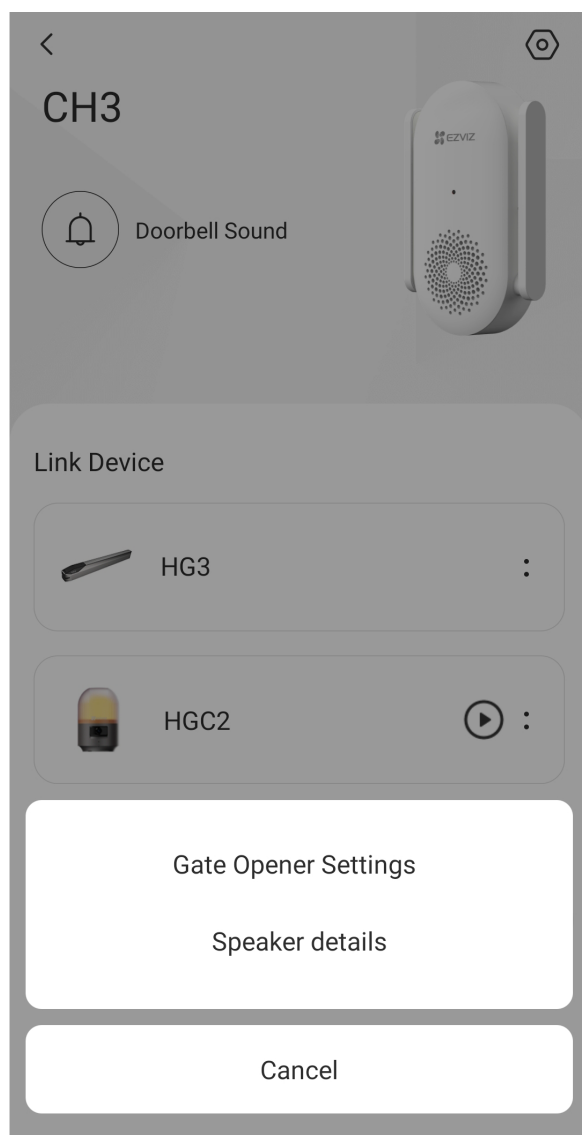 CH3
EZVIZ
Doorbell Sound
Link Device
HG3
HGC2
Gate Opener Settings
Speaker details
Cancel